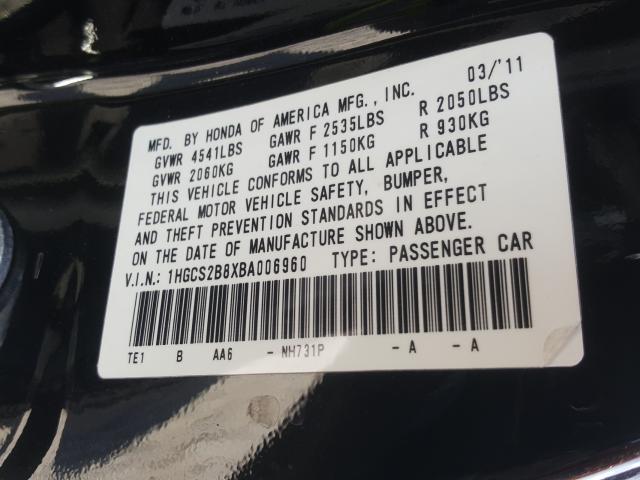 MFD. BY HONDA OF AMERICA MFG., INC. 03/'11
GVWR 4541LBS GAWR F 2535LBS R 2050LBS
GVWR 2060KG GAWR F 1150KG R 930KG
THIS VEHICLE CONFORMS TO ALL APPLICABLE
FEDERAL MOTOR VEHICLE SAFETY, BUMPER,
AND THEFT PREVENTION STANDARDS IN EFFECT
ON THE DATE OF MANUFACTURE SHOWN ABOVE.
V.I.N.: 1HGCS2B8XBA006960 TYPE: PASSENGER CAR
TE1 B AA6 - NH731P - A - A